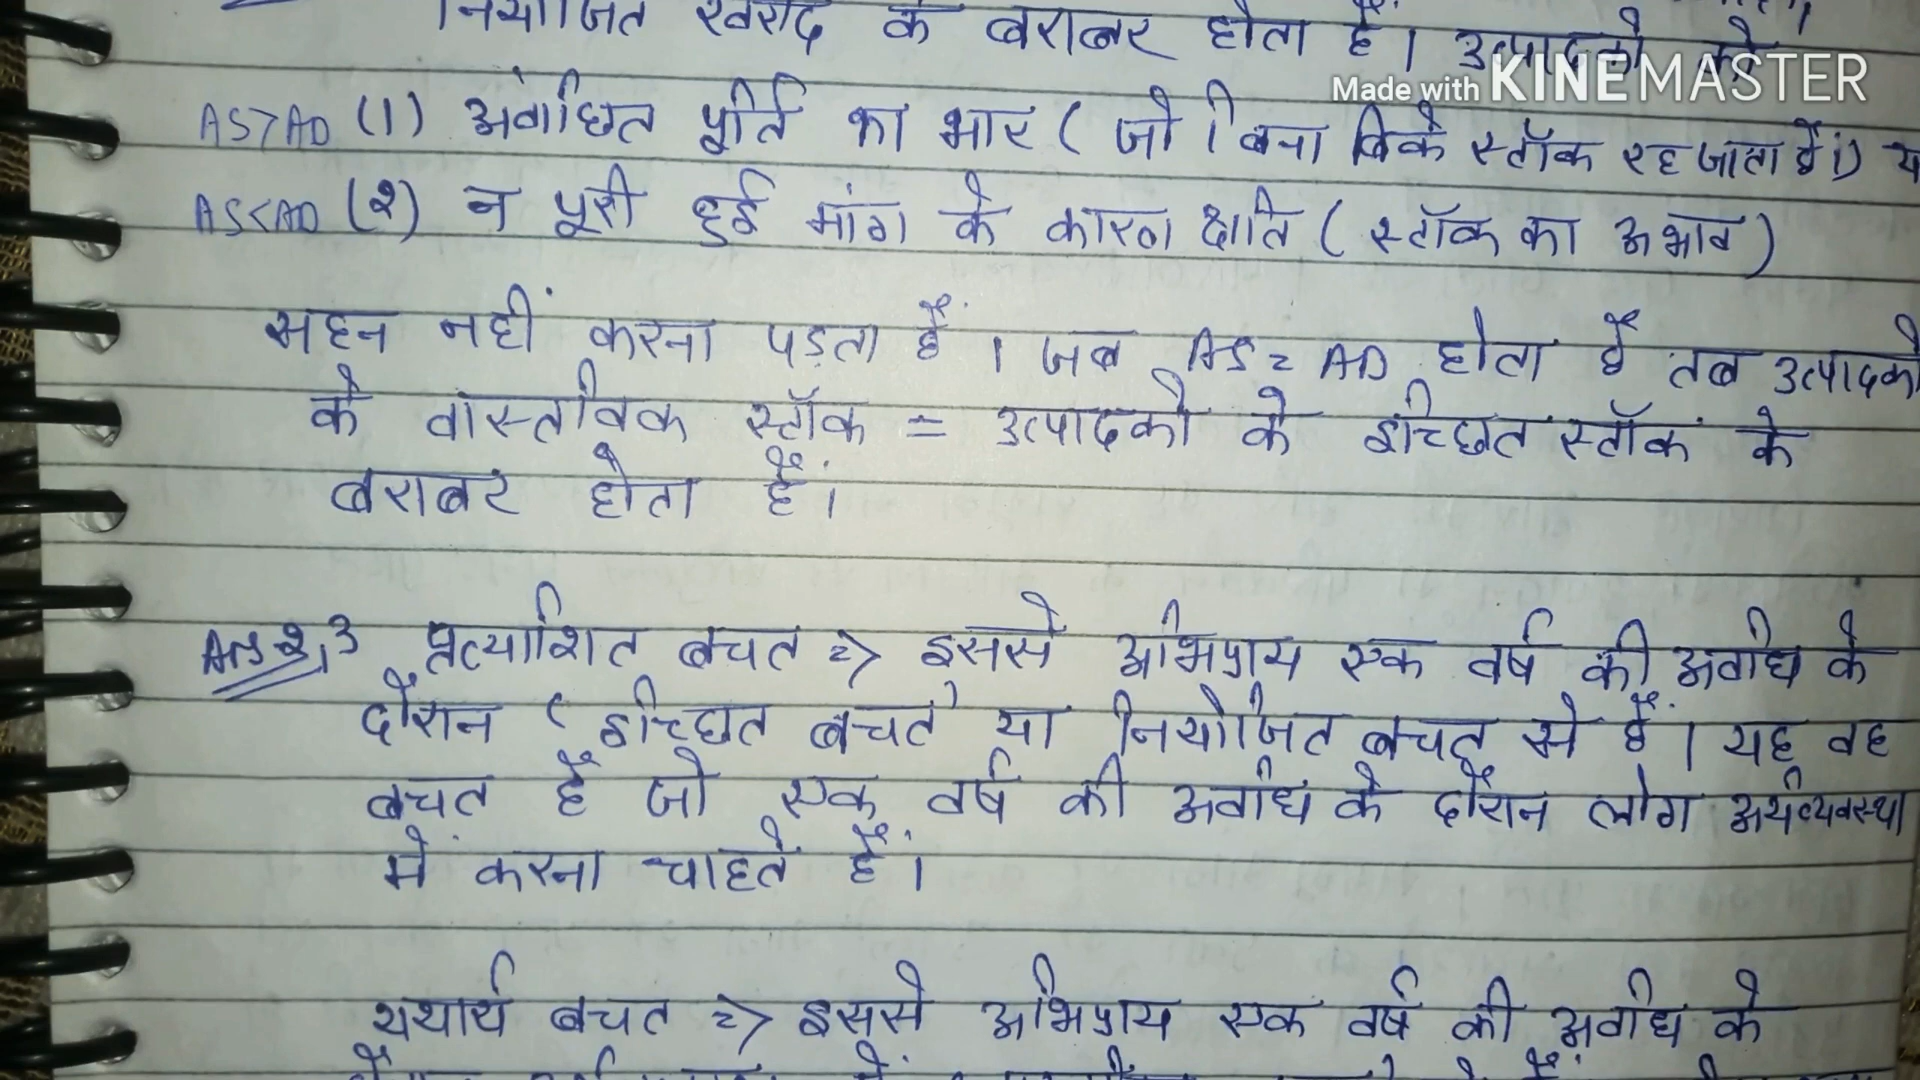 नियोजित खरीद के बराबर होता है। उत्पादको को
Made with KINEMASTER
AS>AD (1) अवांछित पूर्ति का भार ( जो बिना बिके स्टॉक रह जाता है।) य
AS<AD (२) न पूरी हुई मांग के कारण क्षति ( स्टॉक का अभाव )
सहन नहीं करना पड़ता है । जब AS = AD होता है तब उत्पादको
के वास्तविक स्टॉक = उत्पादको के इच्छित स्टॉक के
बराबर होता है।
Ans 2,3 प्रत्याशित बचत => इससे अभिप्राय एक वर्ष की अवधि के
दौरान ( इच्छित बचत' या नियोजित बचत से है । यह वह
बचत है जो एक वर्ष की अवधि के दौरान लोग अर्थव्यवस्था
में करना चाहते हैं।
यथार्थ बचत => इससे अभिप्राय एक वर्ष की अवधि के